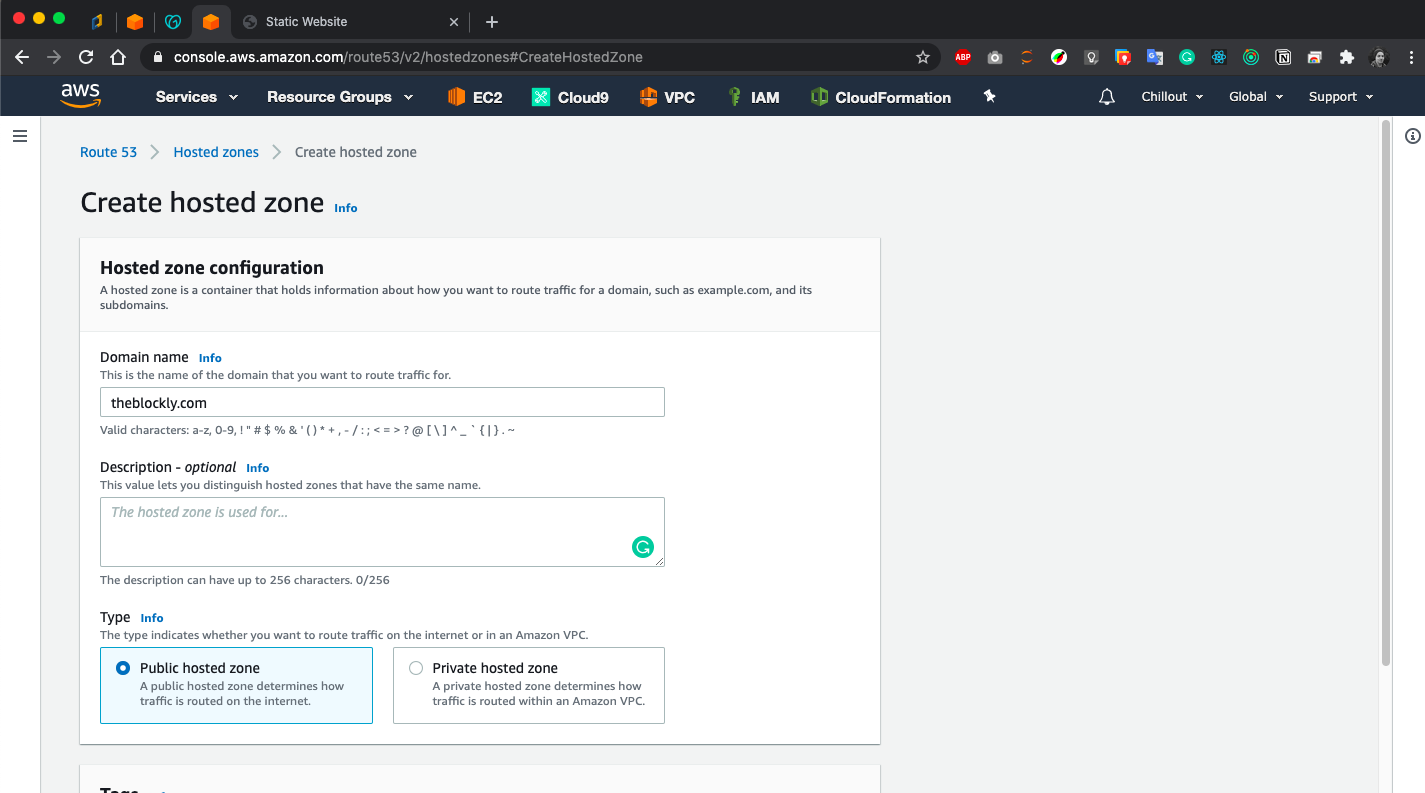 Static Website
console.aws.amazon.com/route53/v2/hostedzones#CreateHostedZone
ABP
aws
Services
Resource Groups
EC2
Cloud9
VPC
IAM
CloudFormation
Chillout
Global
Support
Route 53 > Hosted zones > Create hosted zone
Create hosted zone Info
Hosted zone configuration
A hosted zone is a container that holds information about how you want to route traffic for a domain, such as example.com, and its
subdomains.
Domain name Info
This is the name of the domain that you want to route traffic for.
theblockly.com
Valid characters: a-z, 0-9, ! " # $ % & ' ( ) * + , - / : ; < = > ? @ [ \ ] ^ _ ` { | } . ~
Description - optional Info
This value lets you distinguish hosted zones that have the same name.
The hosted zone is used for...
The description can have up to 256 characters. 0/256
Type Info
The type indicates whether you want to route traffic on the internet or in an Amazon VPC.
Public hosted zone
A public hosted zone determines how
traffic is routed on the internet.
Private hosted zone
A private hosted zone determines how
traffic is routed within an Amazon VPC.
Tags